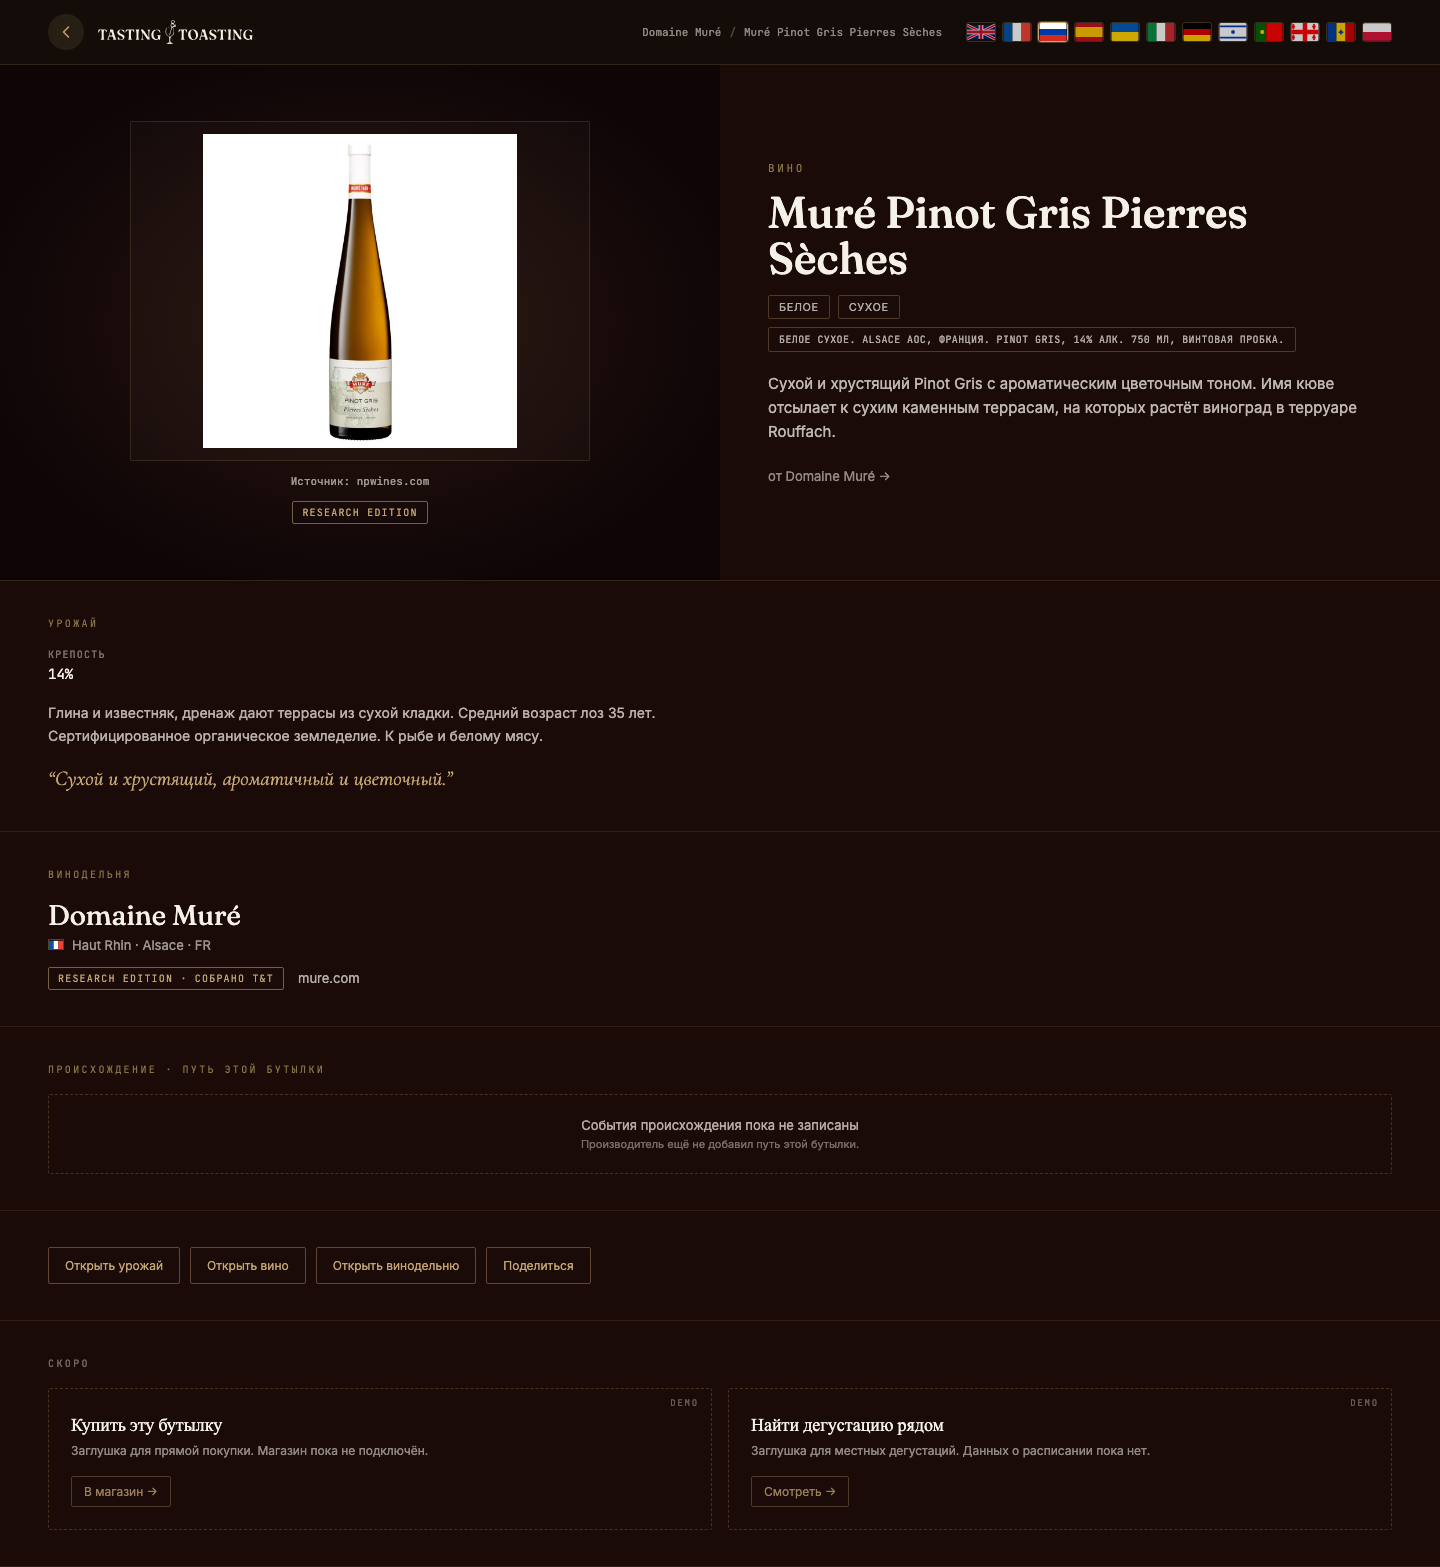 TASTING TOASTING
Domaine Muré / Muré Pinot Gris Pierres Sèches
MURÉ
PINOT GRIS
Pierres Sèches
Источник: npwines.com
RESEARCH EDITION
ВИНО
Muré Pinot Gris Pierres
Sèches
БЕЛОЕ СУХОЕ
БЕЛОЕ СУХОЕ. ALSACE AOC, ФРАНЦИЯ. PINOT GRIS, 14% АЛК. 750 МЛ, ВИНТОВАЯ ПРОБКА.
Сухой и хрустящий Pinot Gris с ароматическим цветочным тоном. Имя кюве
отсылает к сухим каменным террасам, на которых растёт виноград в терруаре
Rouffach.
от Domaine Muré →
УРОЖАЙ
КРЕПОСТЬ
14%
Глина и известняк, дренаж дают террасы из сухой кладки. Средний возраст лоз 35 лет.
Сертифицированное органическое земледелие. К рыбе и белому мясу.
“Сухой и хрустящий, ароматичный и цветочный.”
ВИНОДЕЛЬНЯ
Domaine Muré
Haut Rhin · Alsace · FR
RESEARCH EDITION · СОБРАНО T&T mure.com
ПРОИСХОЖДЕНИЕ · ПУТЬ ЭТОЙ БУТЫЛКИ
События происхождения пока не записаны
Производитель ещё не добавил путь этой бутылки.
Открыть урожай Открыть вино Открыть винодельню Поделиться
СКОРО
DEMO
Купить эту бутылку
Заглушка для прямой покупки. Магазин пока не подключён.
В магазин →
DEMO
Найти дегустацию рядом
Заглушка для местных дегустаций. Данных о расписании пока нет.
Смотреть →